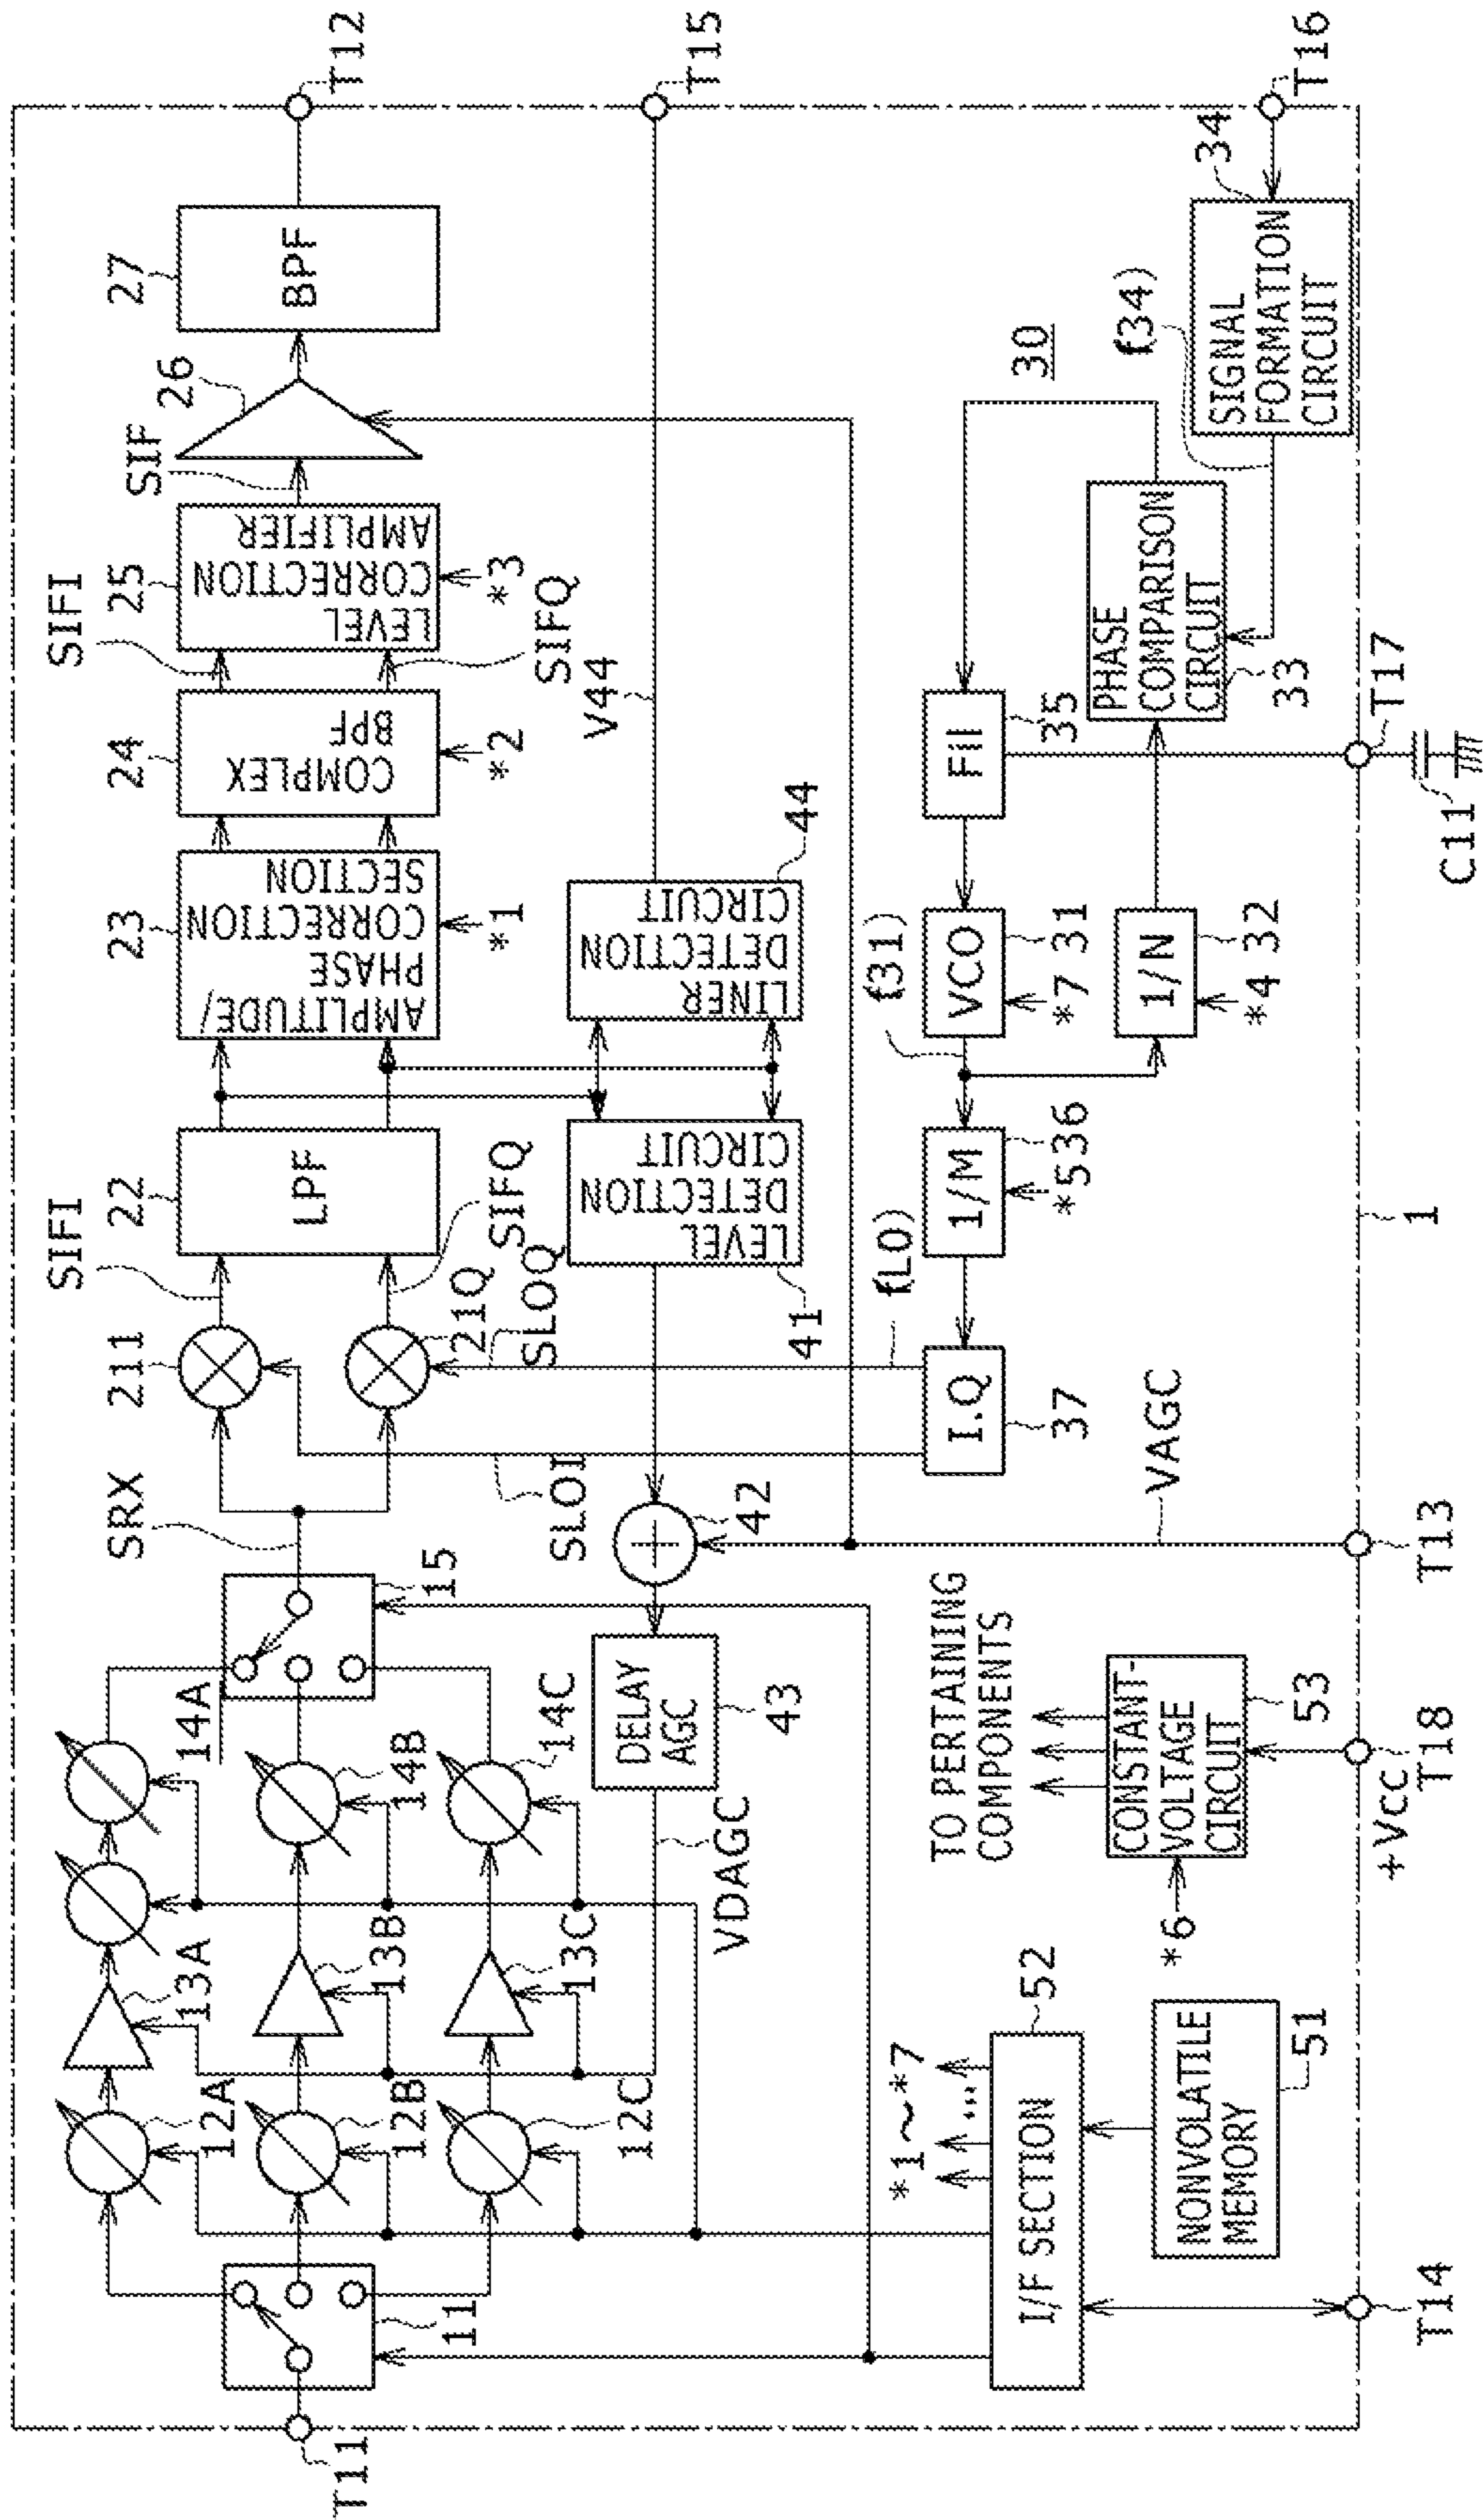 T12
T15
T16
27
BPF
26
SIF
25
LEVEL
CORRECTION
AMPLIFIER
*3
SIFI
SIFQ
24
COMPLEX
BPF
*2
23
AMPLITUDE/
PHASE
CORRECTION
SECTION
*1
22
LPF
SIFI
SIFQ
211
21Q
SLOQ
SLOI
SRX
15
14A
14B
14C
13A
13B
13C
12A
12B
12C
11
T11
V44
44
LINER
DETECTION
CIRCUIT
LEVEL
DETECTION
CIRCUIT
41
42
DELAY
AGC
43
VDAGC
30
34
SIGNAL
FORMATION
CIRCUIT
f34)
PHASE
COMPARISON
CIRCUIT
33
35
Fil
T17
C11
f31)
VCO
31
*7
1/N
32
*4
1/M
36
*5
fLO)
I.Q
37
VAGC
T13
1
TO PERTAINING
COMPONENTS
CONSTANT-
VOLTAGE
CIRCUIT
53
*6
+Vcc
T18
52
*1~*7
...
I/F SECTION
NONVOLATILE
MEMORY
51
T14